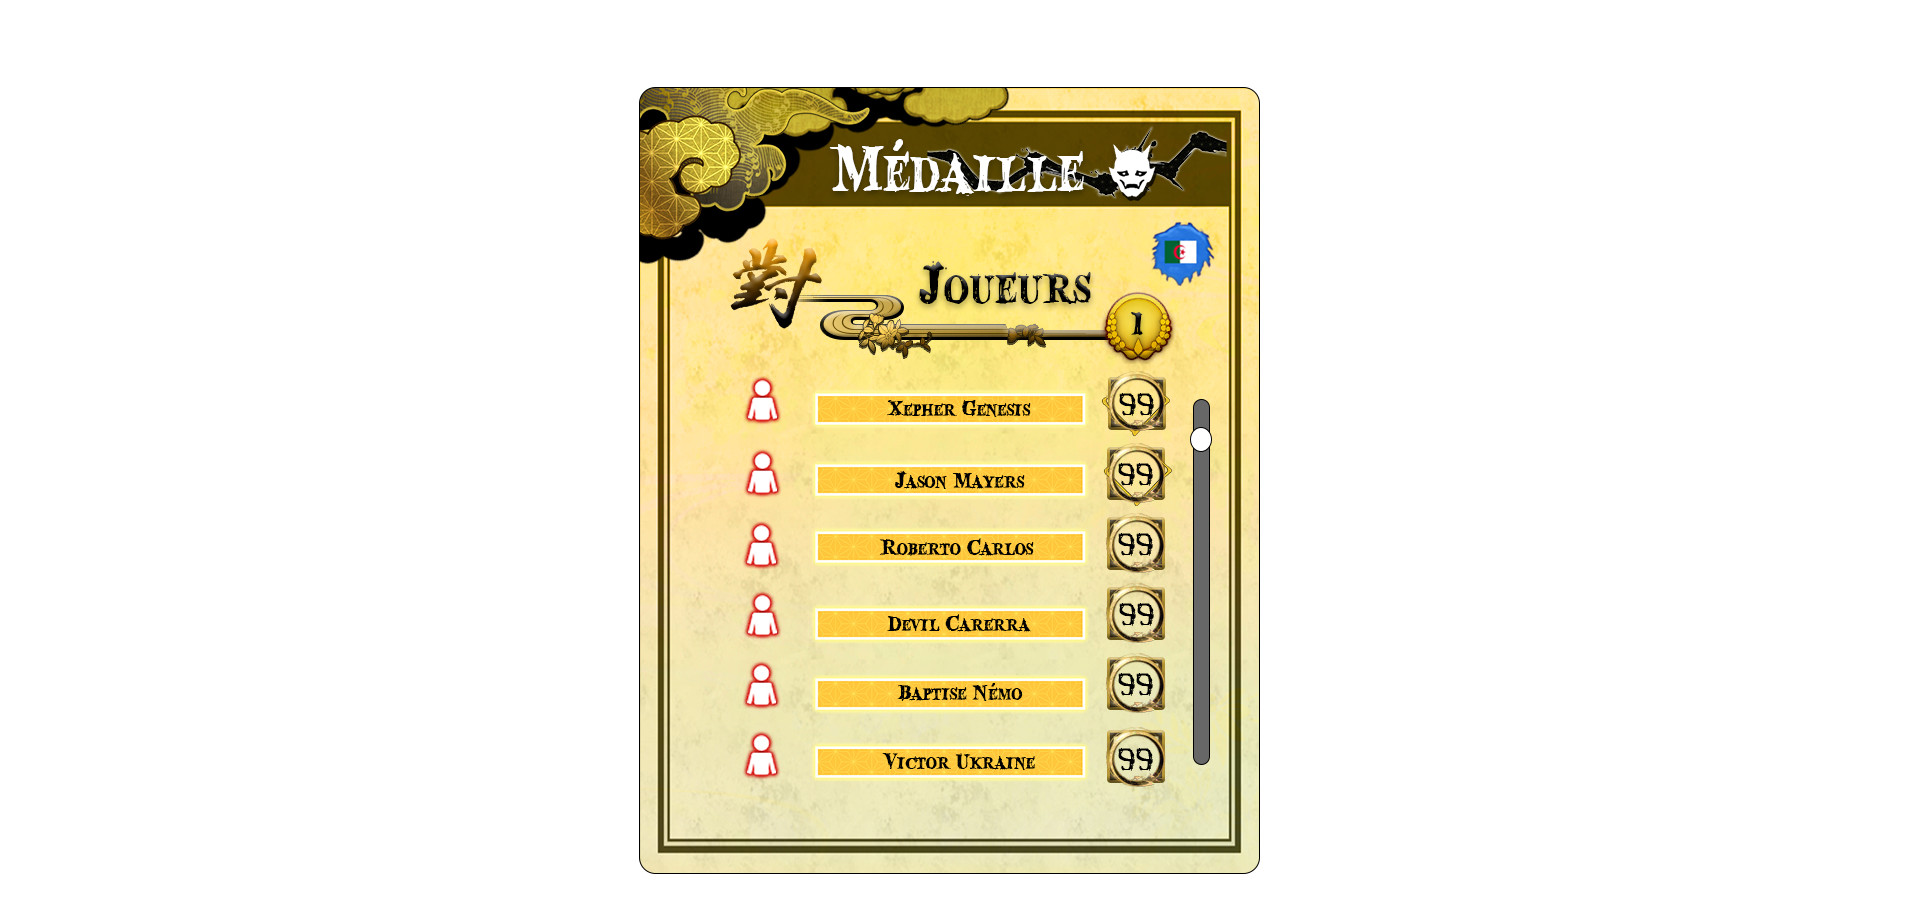 Médaille
對
Joueurs
1
Xepher Genesis 99
Jason Mayers 99
Roberto Carlos 99
Devil Carerra 99
Baptise Némo 99
Victor Ukraine 99